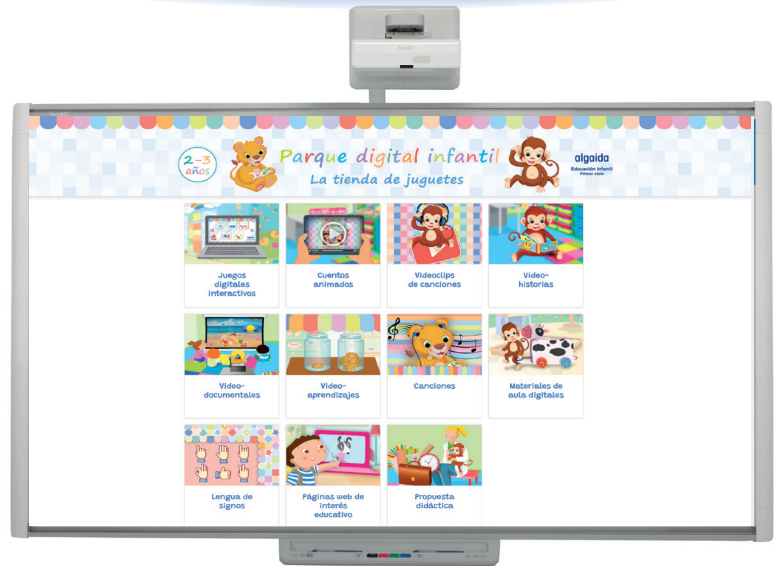 2-3
años
Parque digital infantil
La tienda de juguetes
algaida
Educación Infantil
Primer ciclo
Juegos
digitales
interactivos
Cuentos
animados
Videoclips
de canciones
Video-
historias
Video-
documentales
Video-
aprendizajes
Canciones
Materiales de
aula digitales
Lengua de
signos
Páginas web de
interés
educativo
Propuesta
didáctica